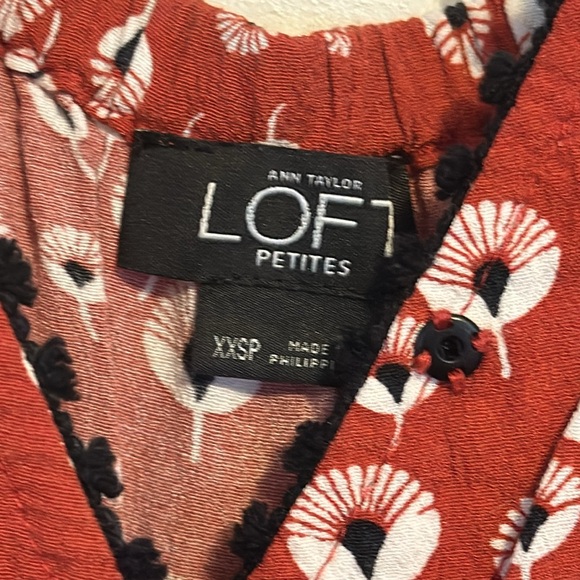 ANN TAYLOR
LOFT
PETITES
XXSP
MADE
PHILIPPI